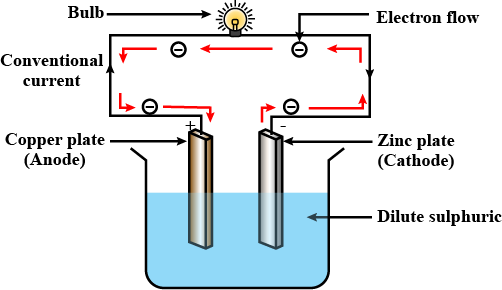 Bulb
Electron flow
Conventional
current
Copper plate
(Anode)
+
-
Zinc plate
(Cathode)
Dilute sulphuric